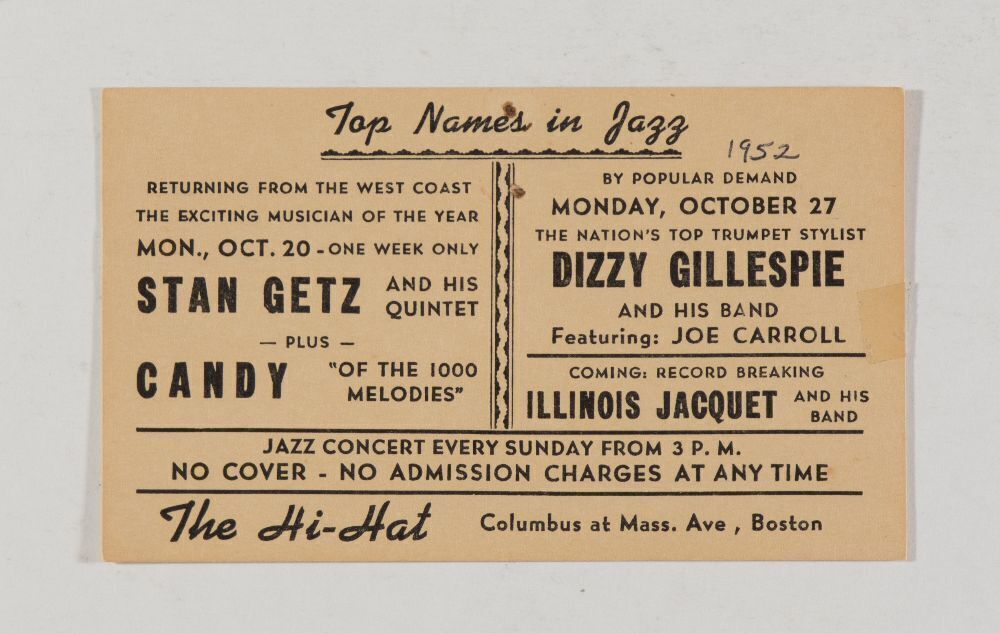 Top Names in Jazz
1952
RETURNING FROM THE WEST COAST
THE EXCITING MUSICIAN OF THE YEAR
MON., OCT. 20 - ONE WEEK ONLY
STAN GETZ AND HIS QUINTET
— PLUS —
CANDY "OF THE 1000 MELODIES"
BY POPULAR DEMAND
MONDAY, OCTOBER 27
THE NATION'S TOP TRUMPET STYLIST
DIZZY GILLESPIE
AND HIS BAND
Featuring: JOE CARROLL
COMING: RECORD BREAKING
ILLINOIS JACQUET AND HIS BAND
JAZZ CONCERT EVERY SUNDAY FROM 3 P. M.
NO COVER - NO ADMISSION CHARGES AT ANY TIME
The Hi-Hat Columbus at Mass. Ave , Boston